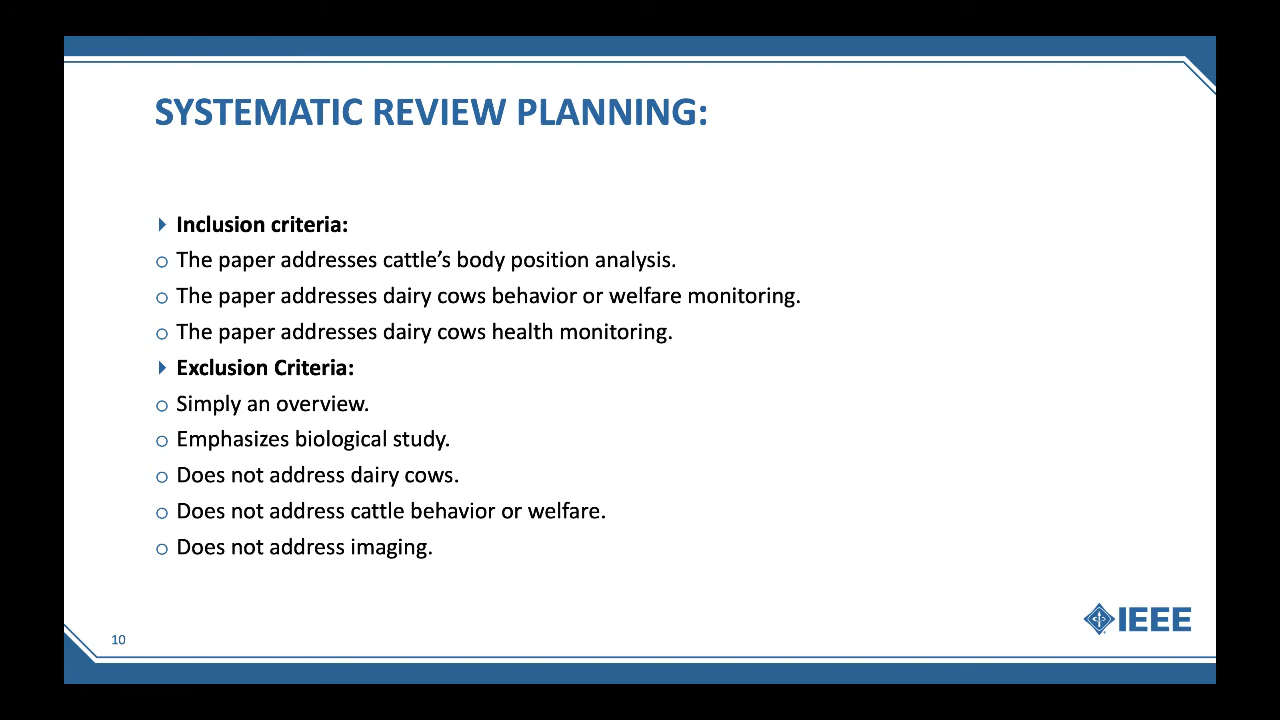 SYSTEMATIC REVIEW PLANNING:
Inclusion criteria:
The paper addresses cattle’s body position analysis.
The paper addresses dairy cows behavior or welfare monitoring.
The paper addresses dairy cows health monitoring.
Exclusion Criteria:
Simply an overview.
Emphasizes biological study.
Does not address dairy cows.
Does not address cattle behavior or welfare.
Does not address imaging.
IEEE
10